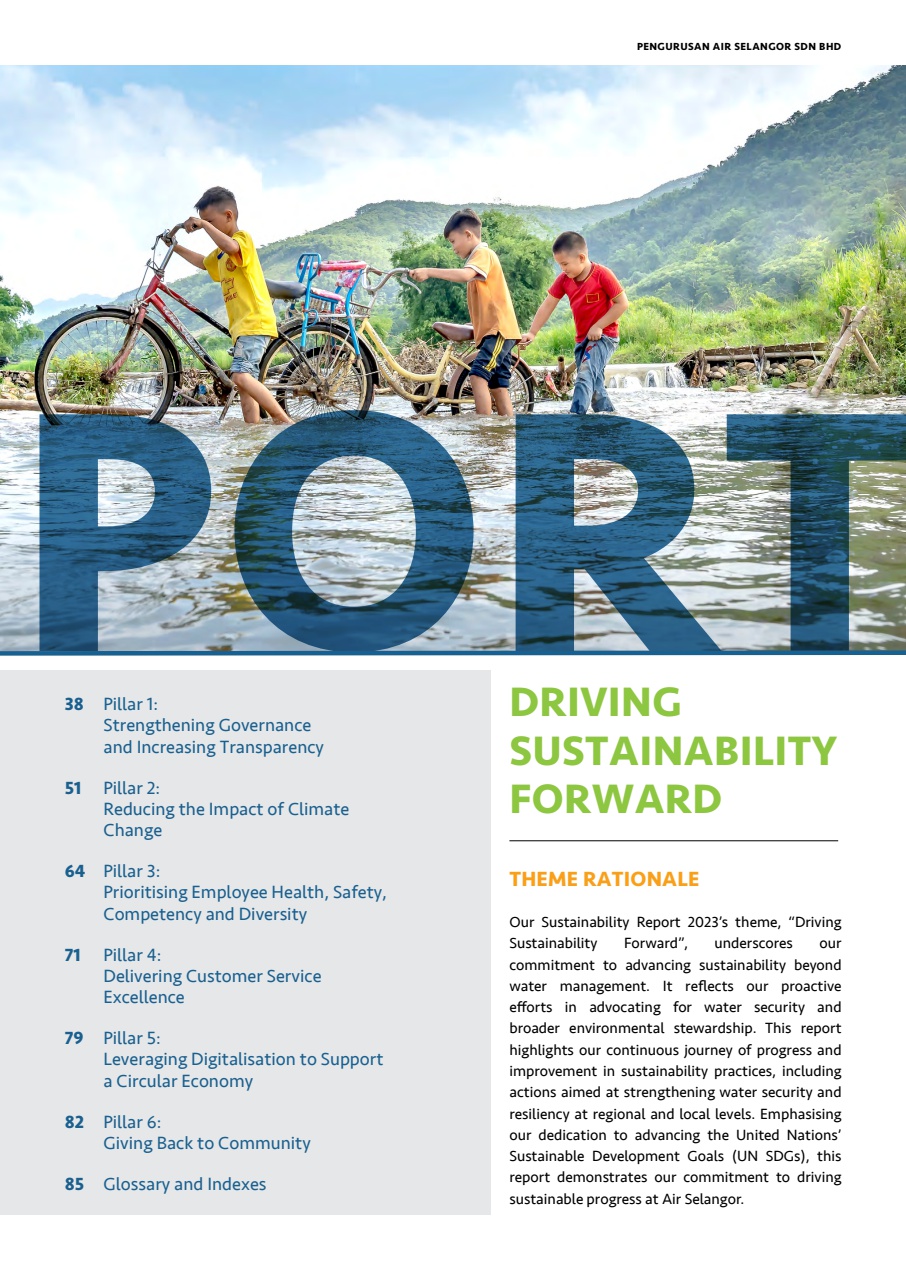 PENGURUSAN AIR SELANGOR SDN BHD
PORT
38 Pillar 1:
Strengthening Governance
and Increasing Transparency
51 Pillar 2:
Reducing the Impact of Climate
Change
64 Pillar 3:
Prioritising Employee Health, Safety,
Competency and Diversity
71 Pillar 4:
Delivering Customer Service
Excellence
79 Pillar 5:
Leveraging Digitalisation to Support
a Circular Economy
82 Pillar 6:
Giving Back to Community
85 Glossary and Indexes
DRIVING
SUSTAINABILITY
FORWARD
THEME RATIONALE
Our Sustainability Report 2023’s theme, “Driving
Sustainability Forward”, underscores our
commitment to advancing sustainability beyond
water management. It reflects our proactive
efforts in advocating for water security and
broader environmental stewardship. This report
highlights our continuous journey of progress and
improvement in sustainability practices, including
actions aimed at strengthening water security and
resiliency at regional and local levels. Emphasising
our dedication to advancing the United Nations’
Sustainable Development Goals (UN SDGs), this
report demonstrates our commitment to driving
sustainable progress at Air Selangor.